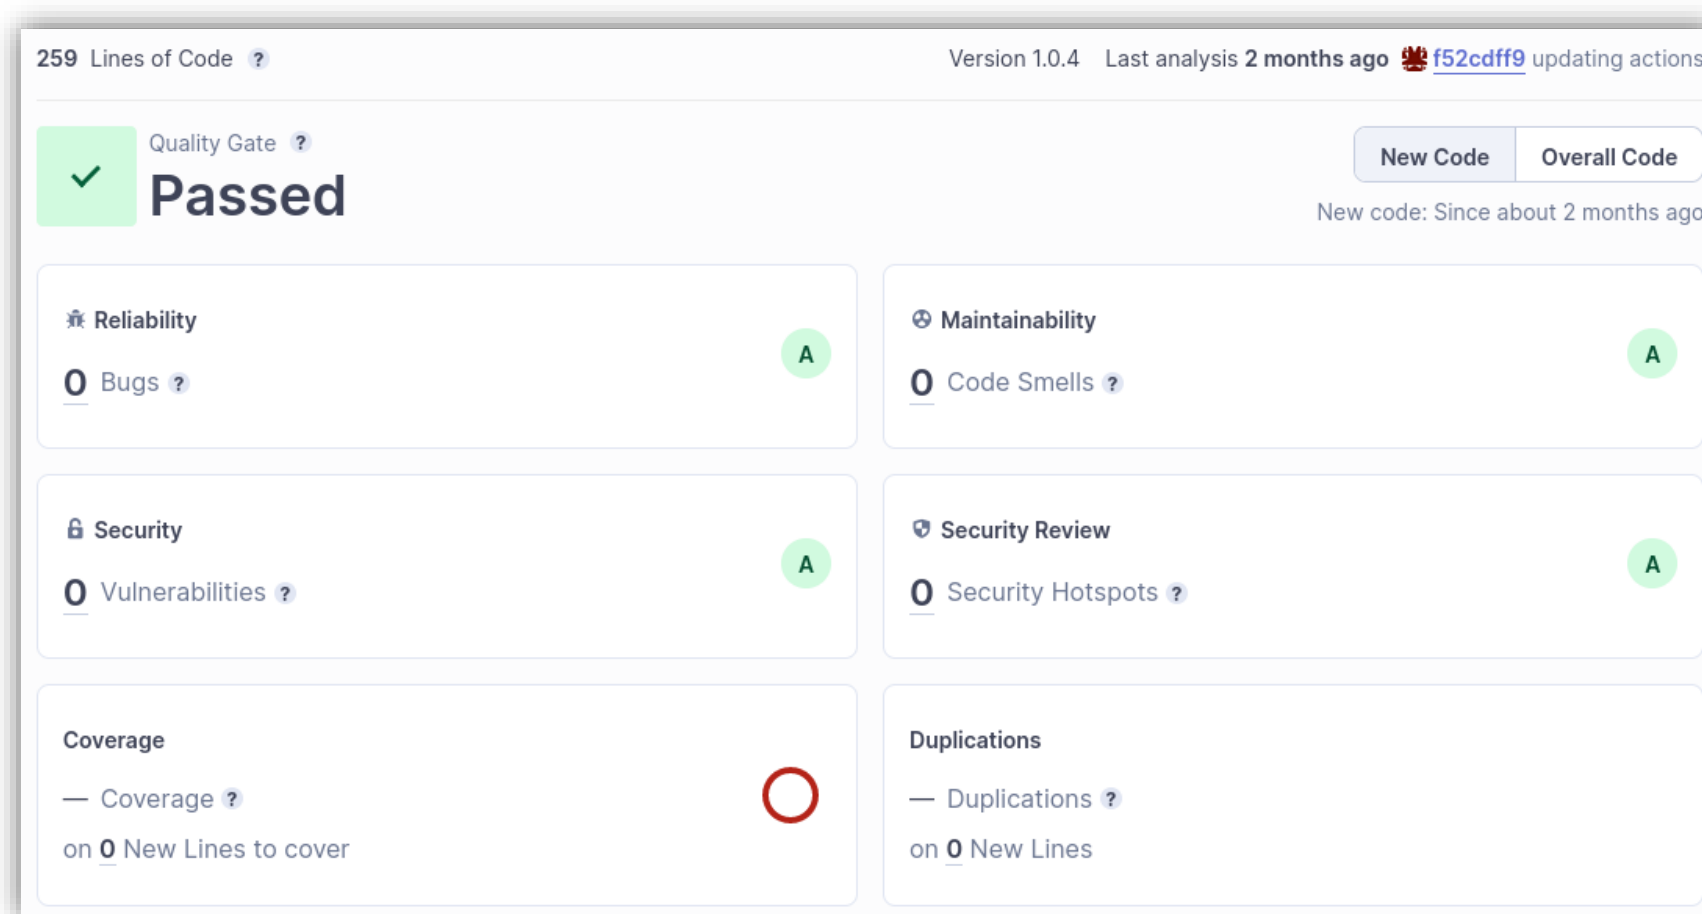 259 Lines of Code ?
Version 1.0.4 Last analysis 2 months ago f52cdff9 updating actions
Quality Gate ?
Passed
New Code Overall Code
New code: Since about 2 months ago
Reliability
0 Bugs ?
A
Maintainability
0 Code Smells ?
A
Security
0 Vulnerabilities ?
A
Security Review
0 Security Hotspots ?
A
Coverage
— Coverage ?
on 0 New Lines to cover
Duplications
— Duplications ?
on 0 New Lines